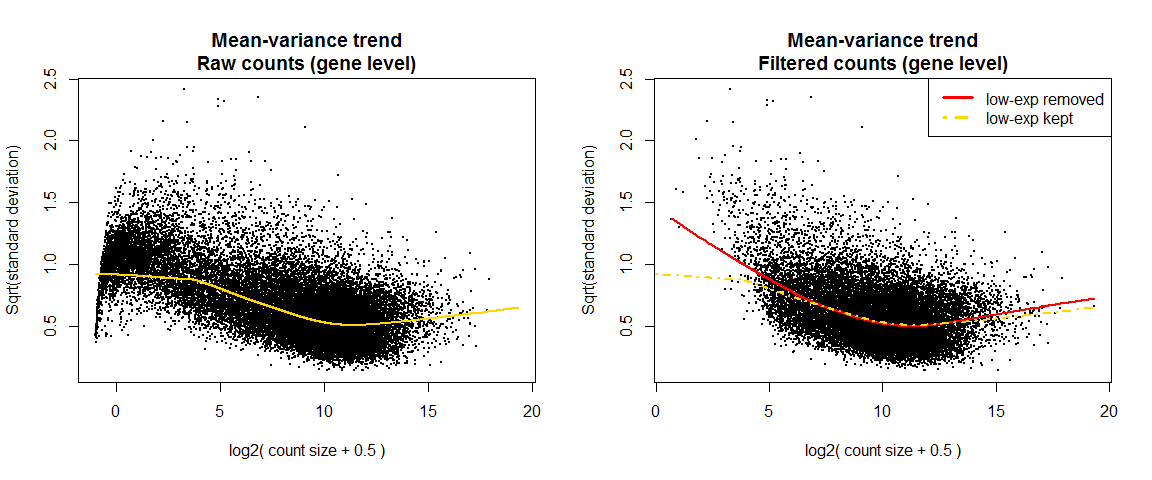 Mean-variance trend
Raw counts (gene level)
2.5
2.0
1.5
1.0
0.5
Sqrt(standard deviation)
0
5
10
15
20
log2( count size + 0.5 )
Mean-variance trend
Filtered counts (gene level)
low-exp removed
low-exp kept
2.5
2.0
1.5
1.0
0.5
Sqrt(standard deviation)
0
5
10
15
20
log2( count size + 0.5 )